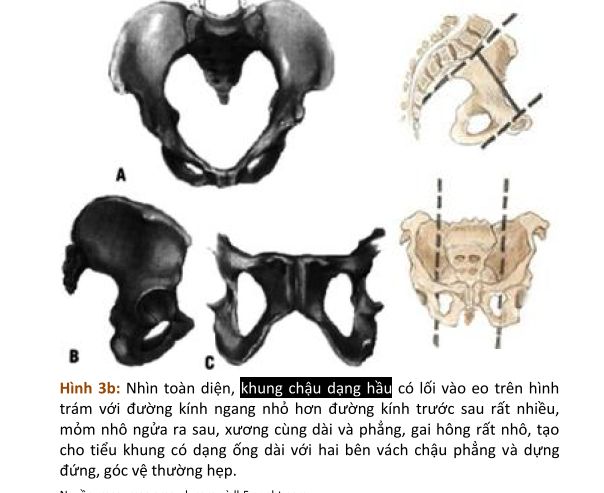 A
B
C
Hình 3b: Nhìn toàn diện, khung chậu dạng hầu có lối vào eo trên hình
trám với đường kính ngang nhỏ hơn đường kính trước sau rất nhiều,
mỏm nhô ngửa ra sau, xương cùng dài và phẳng, gai hông rất nhô, tạo
cho tiểu khung có dạng ống dài với hai bên vách chậu phẳng và dựng
đứng, góc vệ thường hẹp.